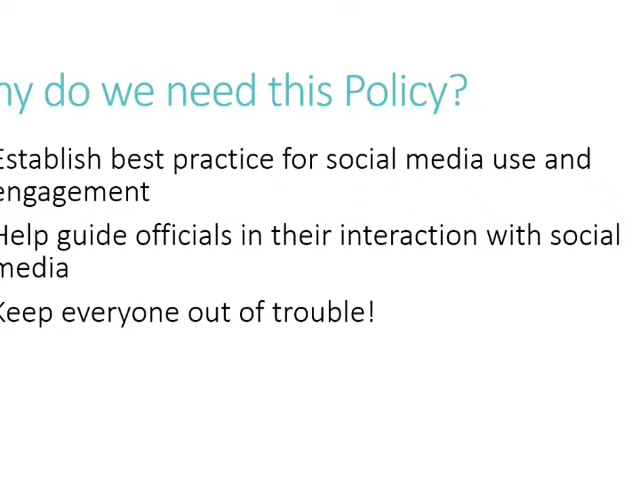 hy do we need this Policy?
Establish best practice for social media use and
engagement
Help guide officials in their interaction with social
media
Keep everyone out of trouble!